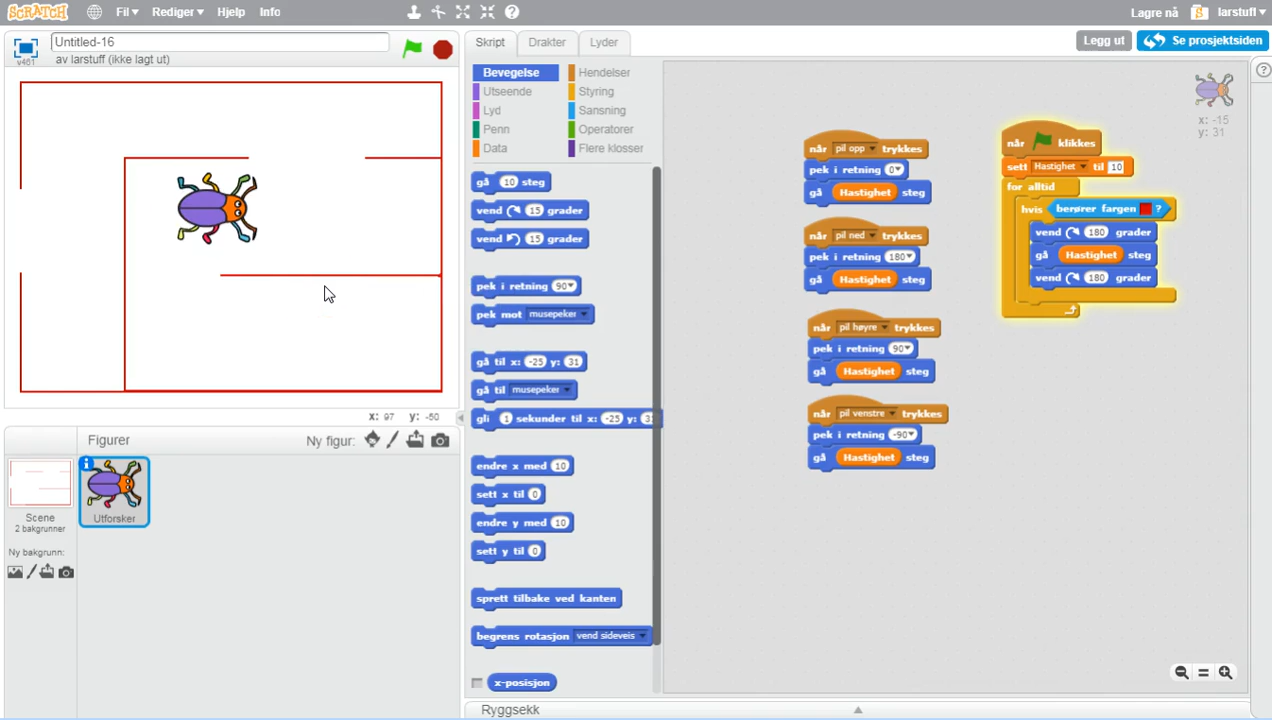 SCRATCH Fil Rediger Hjelp Info Lagre nå larstuff
Untitled-16
av larstuff (ikke lagt ut)
v461
Skript Drakter Lyder
Legg ut Se prosjektsiden
Bevegelse Hendelser
Utseende Styring
Lyd Sansning
Penn Operatorer
Data Flere klosser
gå 10 steg
vend 15 grader
vend 15 grader
pek i retning 90
pek mot musepeker
gå til x: -25 y: 31
gå til musepeker
gli 1 sekunder til x: -25 y: 31
endre x med 10
sett x til 0
endre y med 10
sett y til 0
sprett tilbake ved kanten
begrens rotasjon vend sideveis
x-posisjon
når pil opp trykkes
pek i retning 0
gå Hastighet steg
når pil ned trykkes
pek i retning 180
gå Hastighet steg
når pil høyre trykkes
pek i retning 90
gå Hastighet steg
når pil venstre trykkes
pek i retning -90
gå Hastighet steg
når klikkes
sett Hastighet til 10
for alltid
hvis berører fargen ?
vend 180 grader
gå Hastighet steg
vend 180 grader
x: -15
y: 31
x: 97 y: -50
Figurer Ny figur:
Utforsker
Scene
2 bakgrunner
Ny bakgrunn:
Ryggsekk